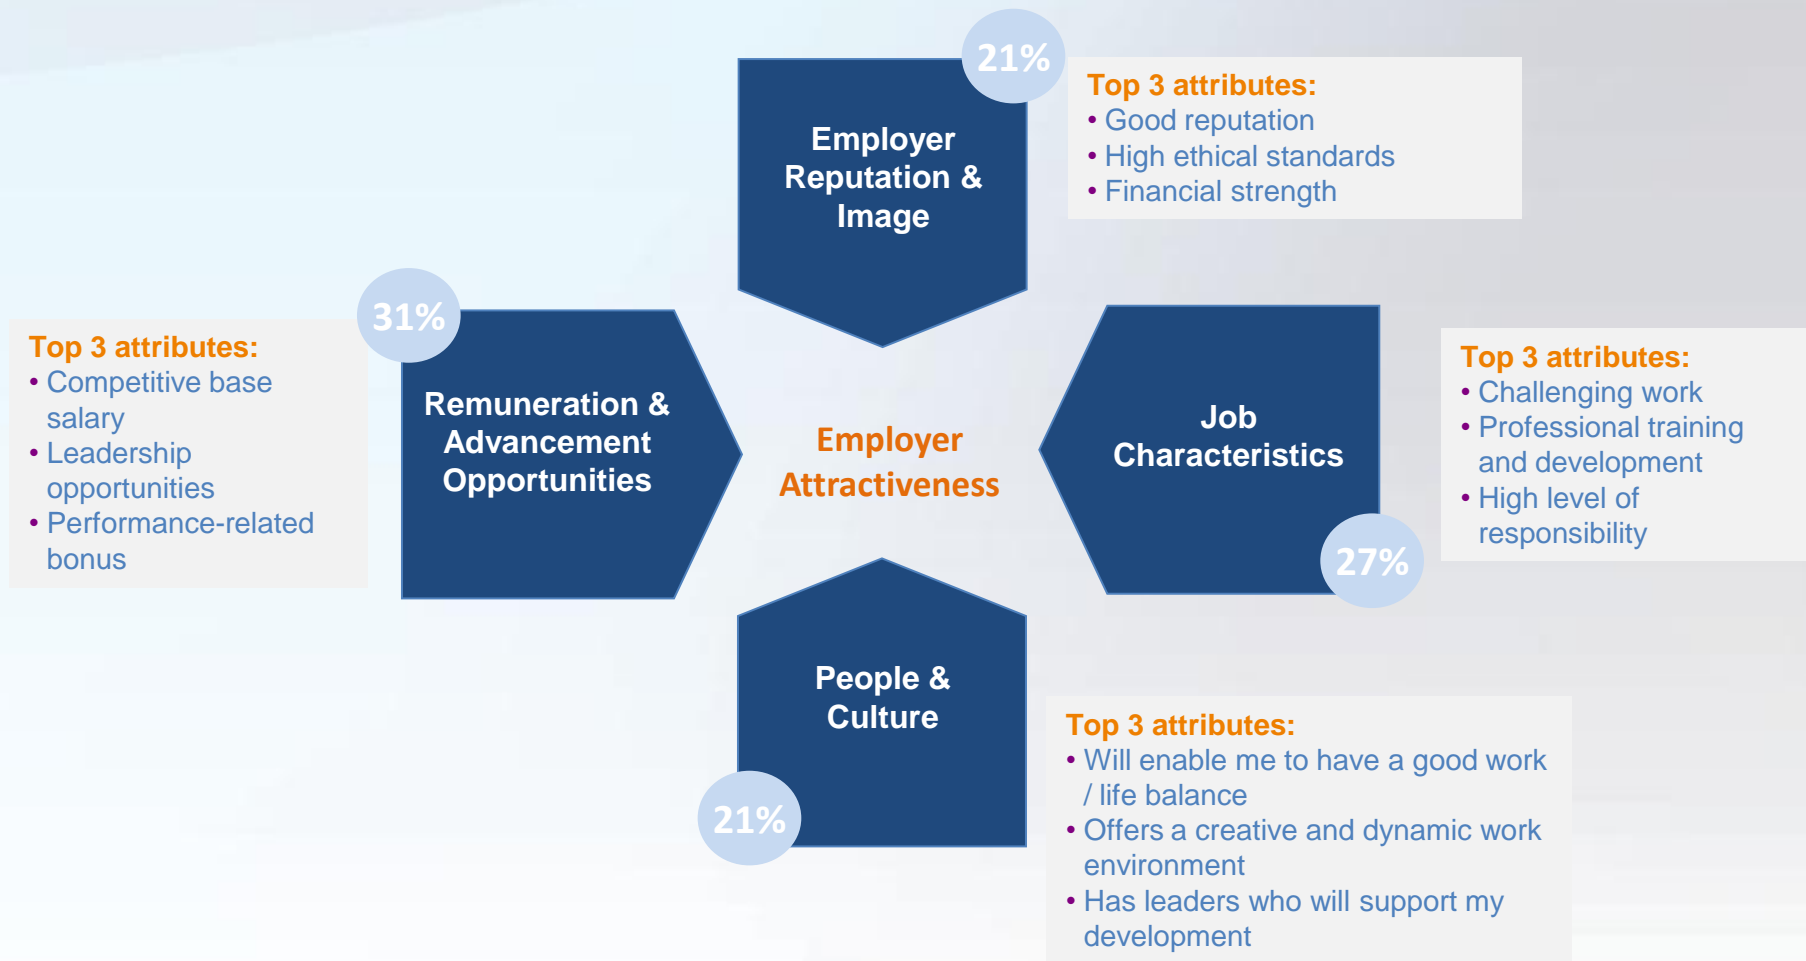 21%
Employer
Reputation &
Image
Top 3 attributes:
• Good reputation
• High ethical standards
• Financial strength
31%
Remuneration &
Advancement
Opportunities
Top 3 attributes:
• Competitive base
salary
• Leadership
opportunities
• Performance-related
bonus
Employer
Attractiveness
Job
Characteristics
27%
Top 3 attributes:
• Challenging work
• Professional training
and development
• High level of
responsibility
People &
Culture
21%
Top 3 attributes:
• Will enable me to have a good work
/ life balance
• Offers a creative and dynamic work
environment
• Has leaders who will support my
development